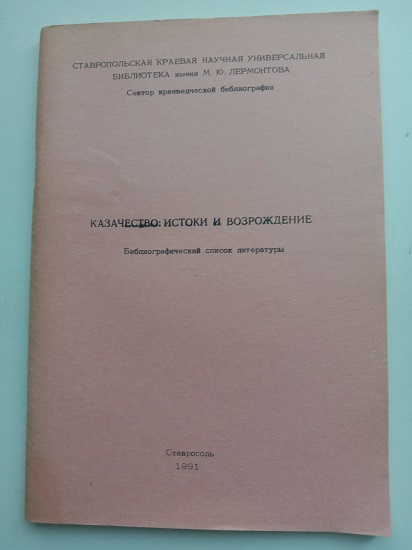 СТАВРОПОЛЬСКАЯ КРАЕВАЯ НАУЧНАЯ УНИВЕРСАЛЬНАЯ
БИБЛИОТЕКА имени М. Ю. ЛЕРМОНТОВА
Сектор краеведческой библиографии
КАЗАЧЕСТВО: ИСТОКИ И ВОЗРОЖДЕНИЕ
Библиографический список литературы
Ставрополь
1991